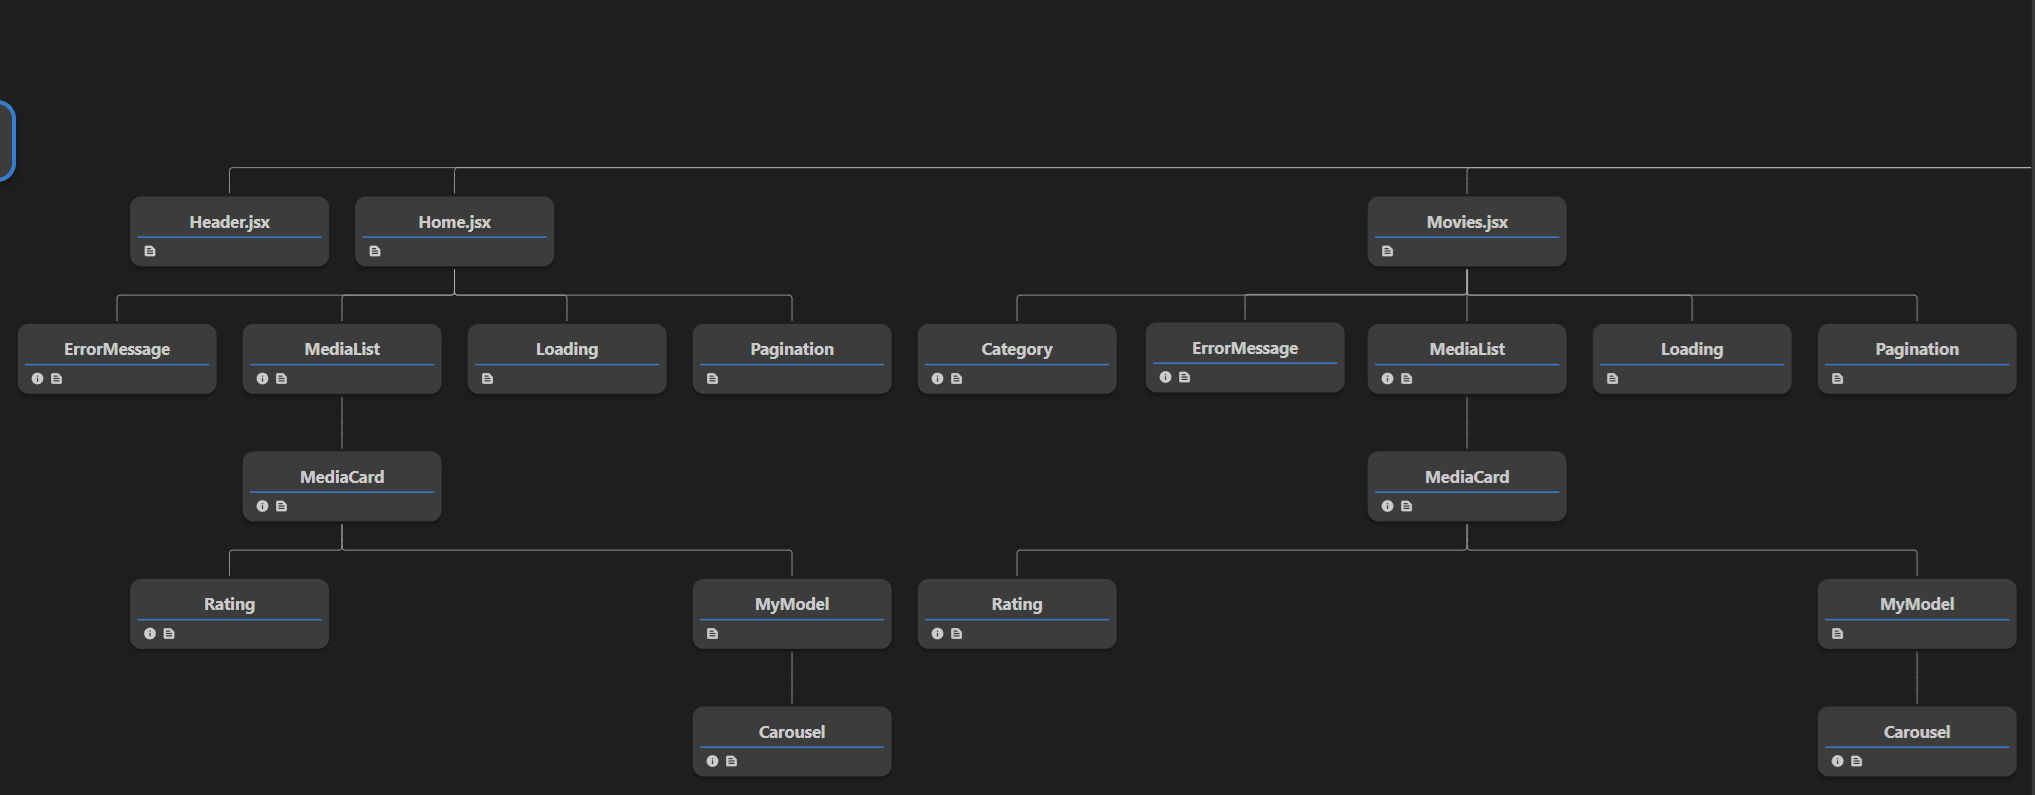 Header.jsx
Home.jsx
Movies.jsx
ErrorMessage
MediaList
Loading
Pagination
Category
ErrorMessage
MediaList
Loading
Pagination
MediaCard
MediaCard
Rating
MyModel
Rating
MyModel
Carousel
Carousel